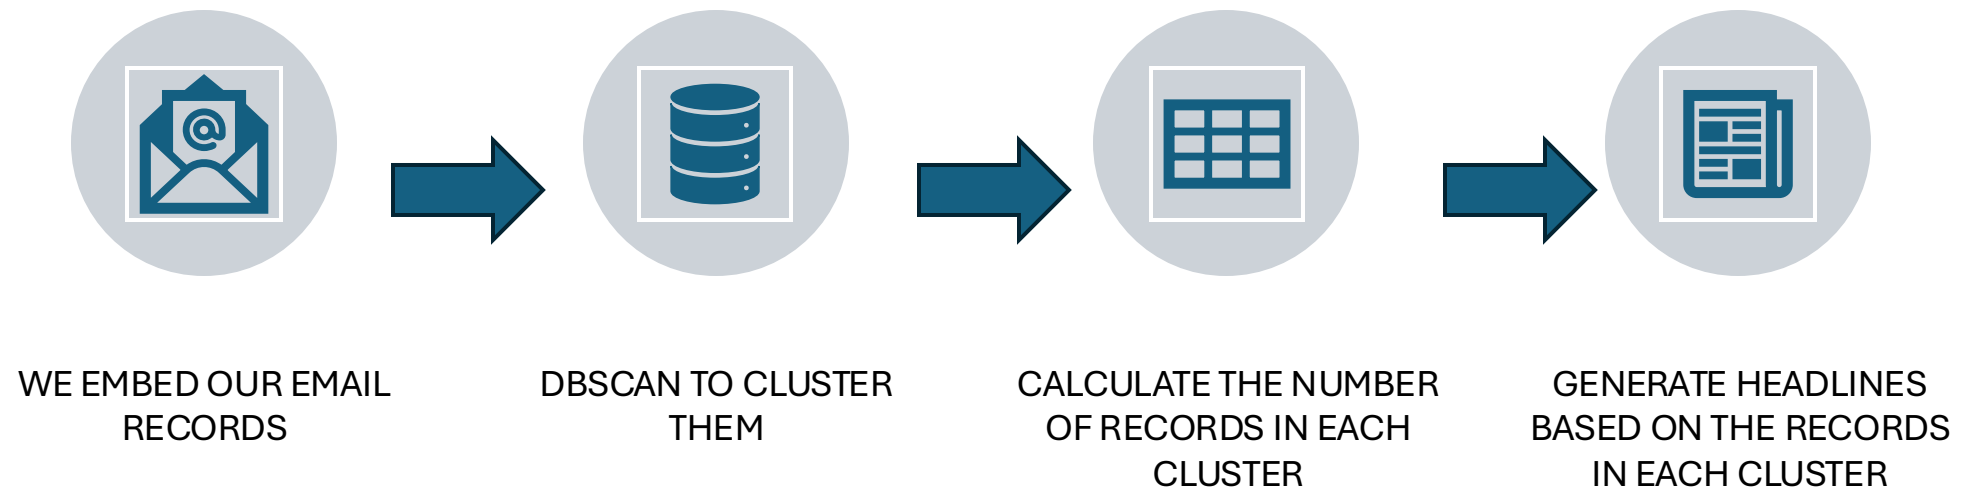 WE EMBED OUR EMAIL
RECORDS
DBSCAN TO CLUSTER
THEM
CALCULATE THE NUMBER
OF RECORDS IN EACH
CLUSTER
GENERATE HEADLINES
BASED ON THE RECORDS
IN EACH CLUSTER